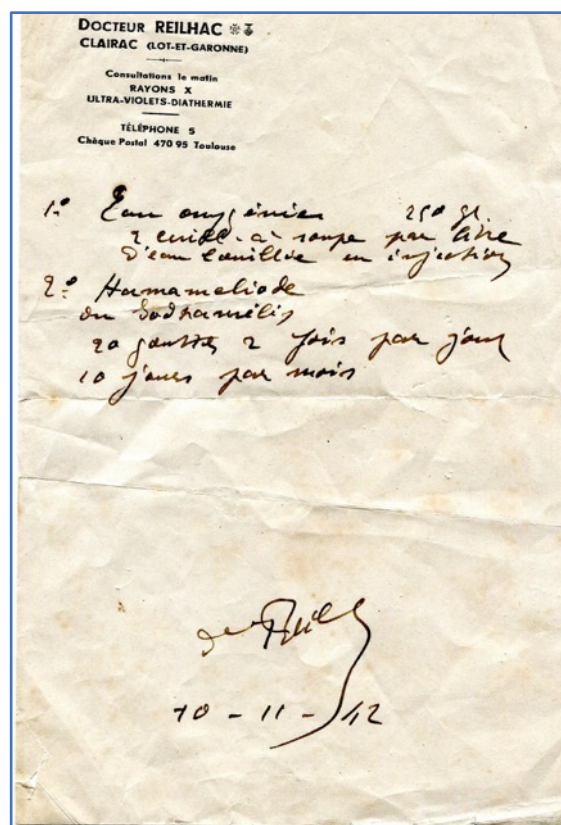 DOCTEUR REILHAC
CLAIRAC (LOT-ET-GARONNE)
Consultations le matin
RAYONS X
ULTRA-VIOLETS-DIATHERMIE
TÉLÉPHONE 5
Chèque Postal 470 95 Toulouse
1° Eau oxygénée 250 gr
2 cuill. à soupe par litre
d'eau bouillie en injection
2° Hamameliode
ou Iodhamélis
20 gouttes 2 fois par jour
10 jours par mois
10 - 11 - 42